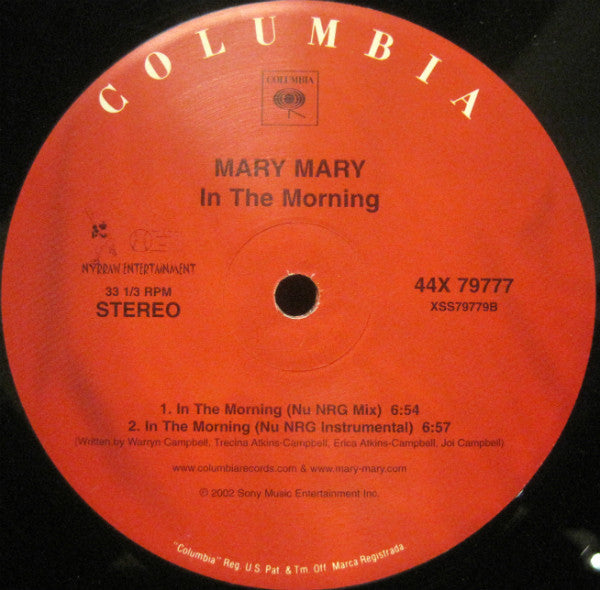 COLUMBIA
COLUMBIA
MARY MARY
In The Morning
NYRRAW ENTERTAINMENT
33 1/3 RPM
STEREO
44X 79777
XSS79779B
1. In The Morning (Nu NRG Mix) 6:54
2. In The Morning (Nu NRG Instrumental) 6:57
(Written by Warryn Campbell, Trecina Atkins-Campbell, Erica Atkins-Campbell, Joi Campbell)
www.columbiarecords.com & www.mary-mary.com
© 2002 Sony Music Entertainment Inc.
"Columbia" Reg. U.S. Pat. & Tm. Off. Marca Registrada.